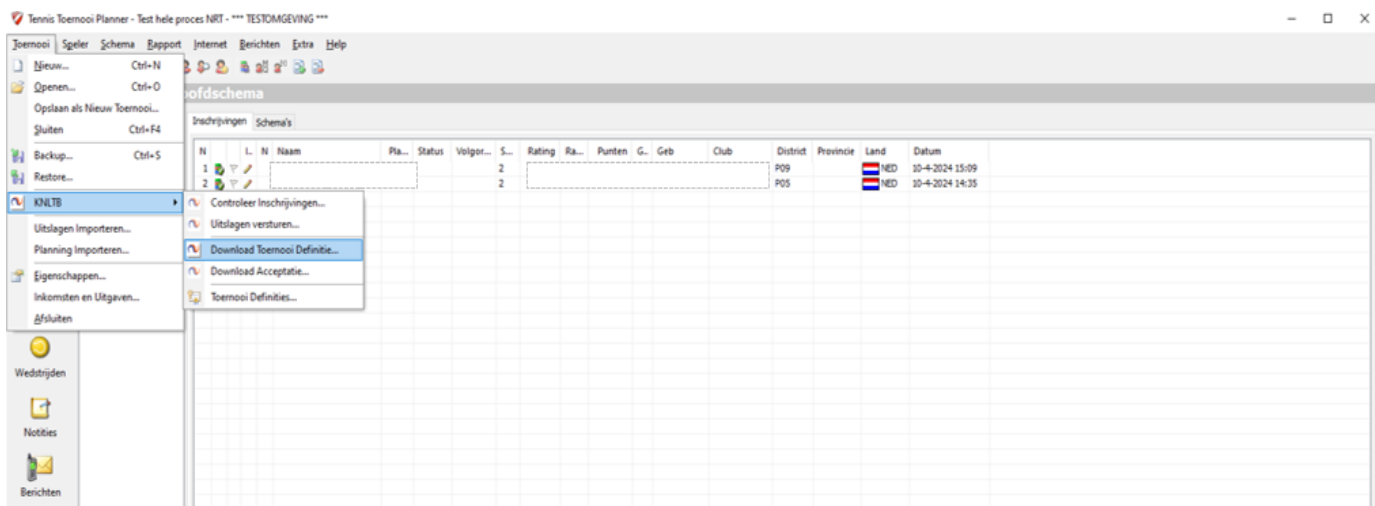 Tennis Toernooi Planner - Test hele proces NRT - *** TESTOMGEVING ***
Toernooi Speler Schema Rapport Internet Berichten Extra Help
Nieuw... Ctrl+N
Openen... Ctrl+O
Opslaan als Nieuw Toernooi...
Sluiten Ctrl+F4
Backup... Ctrl+S
Restore...
KNLTB
Uitslagen Importeren...
Planning Importeren...
Eigenschappen...
Inkomsten en Uitgaven...
Afsluiten
Controleer Inschrijvingen...
Uitslagen versturen...
Download Toernooi Definitie...
Download Acceptatie...
Toernooi Definities...
oofdschema
Inschrijvingen Schema's
N I.. N Naam Pla... Status Volgor... S... Rating Ra... Punten G.. Geb Club District Provincie Land Datum
1 2 P09 NED 10-4-2024 15:09
2 2 P05 NED 10-4-2024 14:35
Wedstrijden
Notities
Berichten